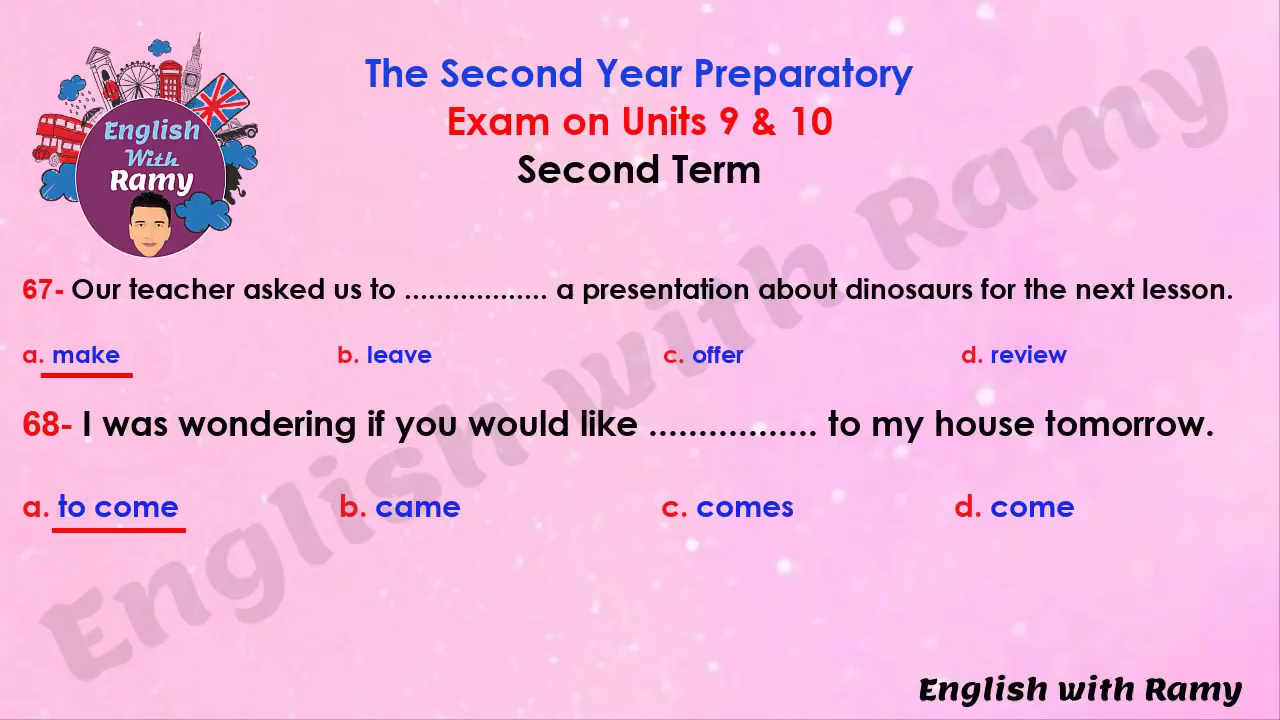 English
With
Ramy
The Second Year Preparatory
Exam on Units 9 & 10
Second Term
67- Our teacher asked us to .................. a presentation about dinosaurs for the next lesson.
a. make b. leave c. offer d. review
68- I was wondering if you would like ................. to my house tomorrow.
a. to come b. came c. comes d. come
English with Ramy
English with Ramy